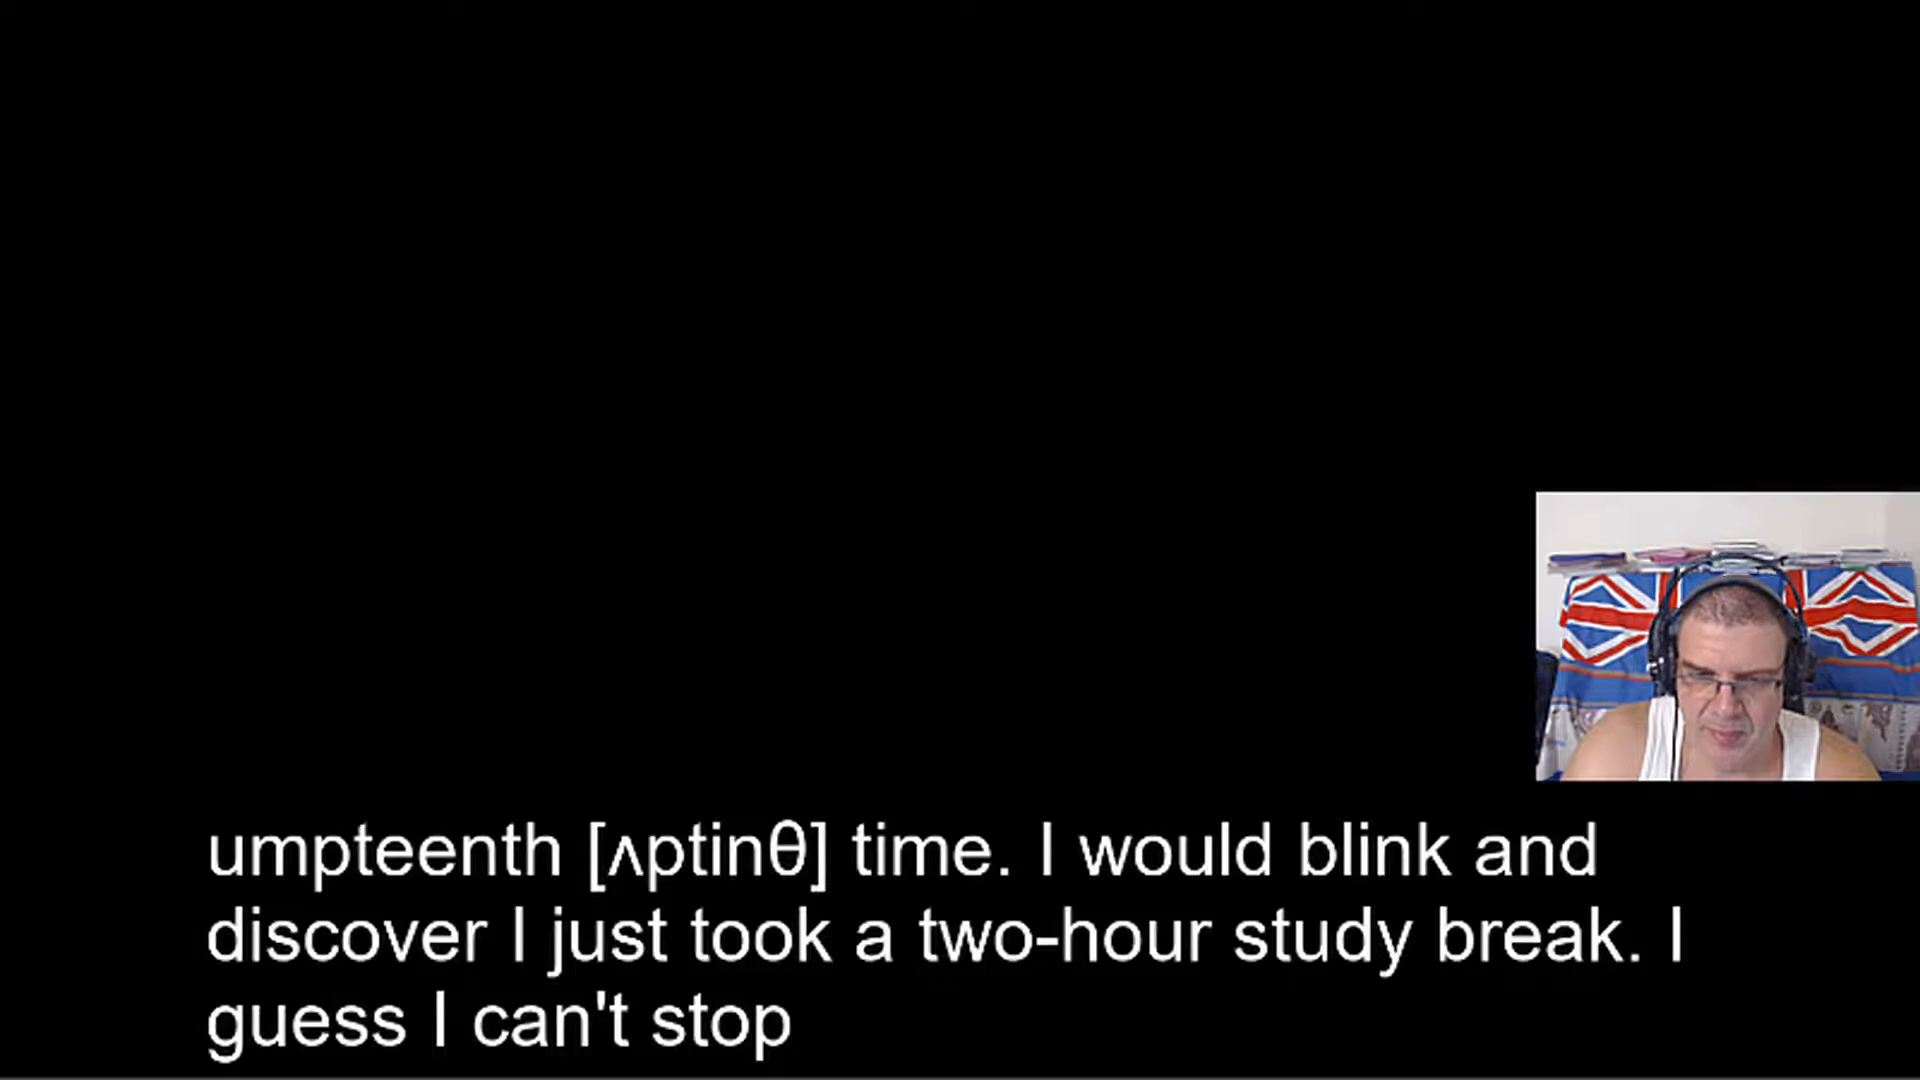 umpteenth [ʌptinθ] time. I would blink and
discover I just took a two-hour study break. I
guess I can't stop